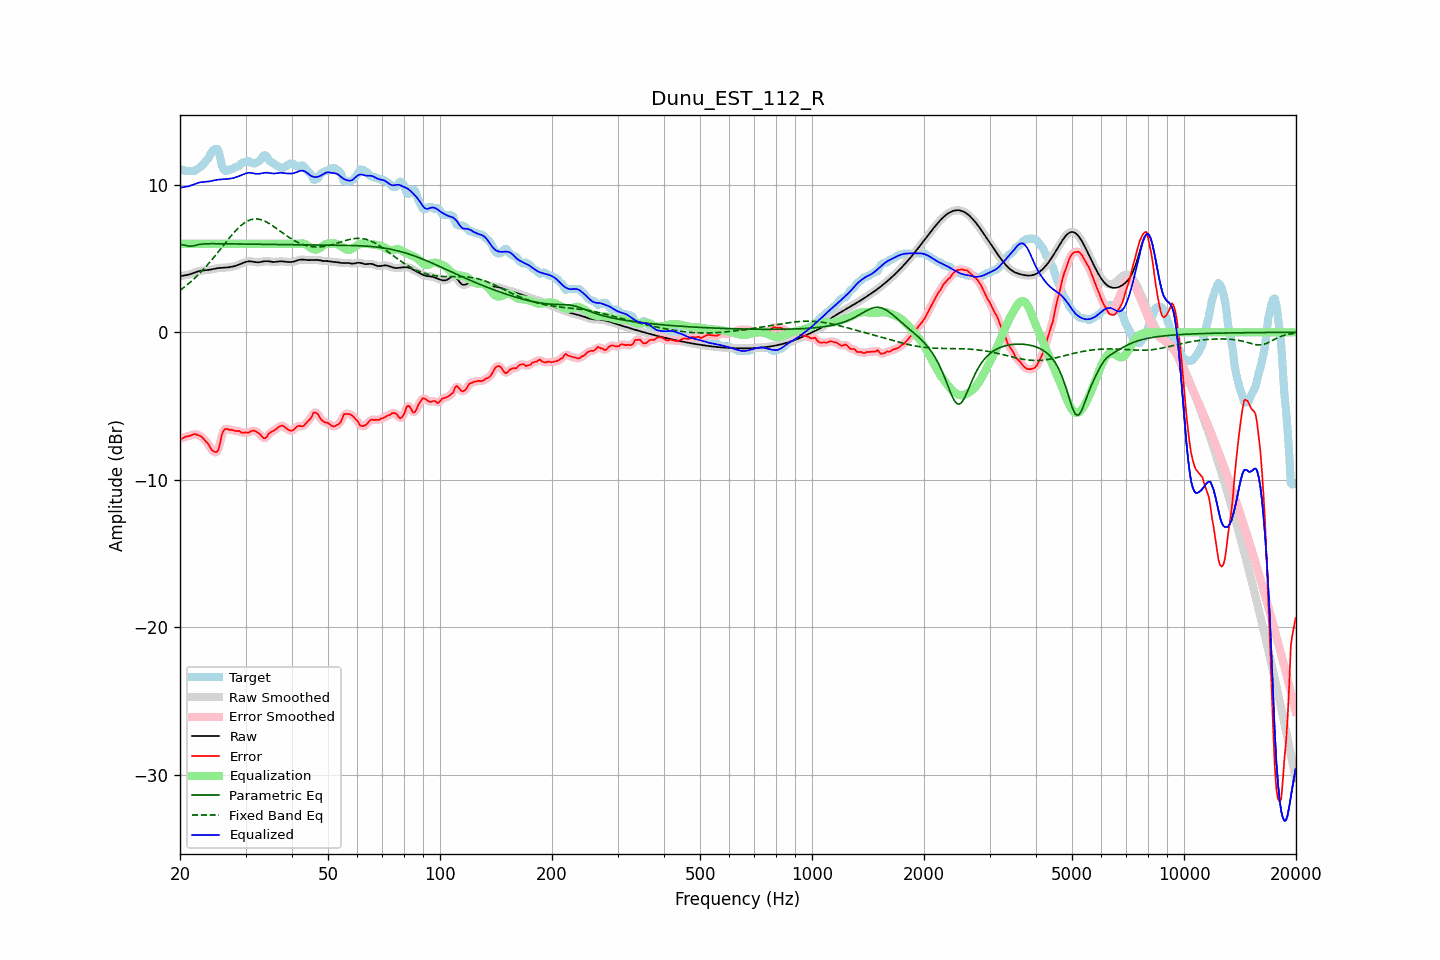 Dunu_EST_112_R
Amplitude (dBr)
10
0
−10
−20
−30
Target
Raw Smoothed
Error Smoothed
Raw
Error
Equalization
Parametric Eq
Fixed Band Eq
Equalized
20 50 100 200 500 1000 2000 5000 10000 20000
Frequency (Hz)